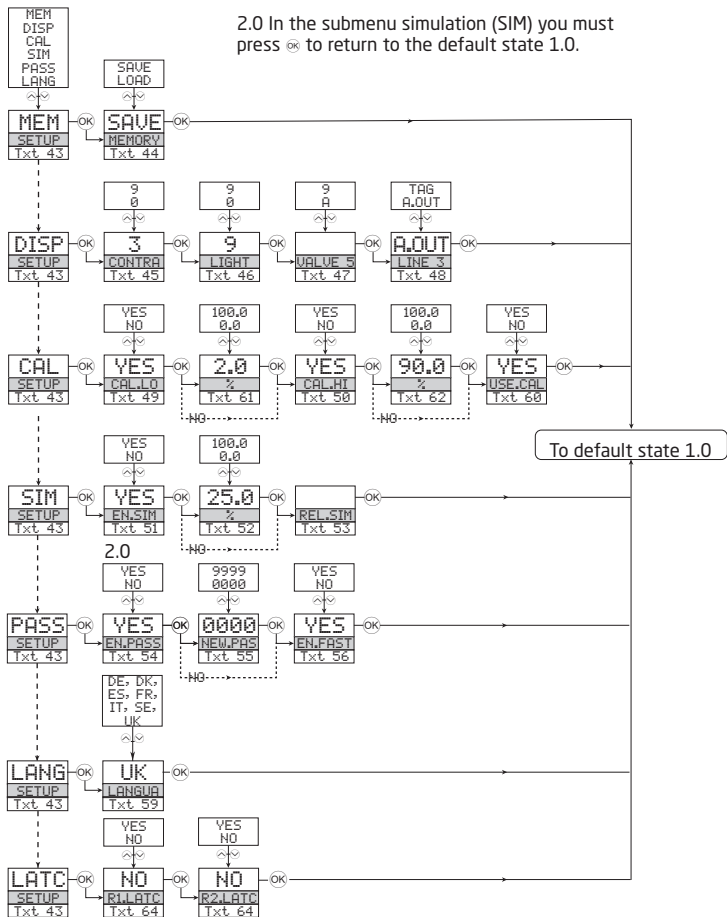 2.0 In the submenu simulation (SIM) you must
press OK to return to the default state 1.0.
MEM
DISP
CAL
SIM
PASS
LANG
SAVE
LOAD
MEM OK SAVE OK
SETUP MEMORY
Txt 43 Txt 44
9 9 9 TAG
0 0 A A.OUT
DISP OK 3 OK 9 OK OK A.OUT OK
SETUP CONTRA LIGHT VALVE 5 LINE 3
Txt 43 Txt 45 Txt 46 Txt 47 Txt 48
YES 100.0 YES 100.0 YES
NO 0.0 NO 0.0 NO
CAL OK YES OK 2.0 OK YES OK 90.0 OK YES OK
SETUP CAL.LO % CAL.HI % USE.CAL
Txt 43 Txt 49 Txt 61 Txt 50 Txt 62 Txt 60
NO NO
To default state 1.0
YES 100.0
NO 0.0
SIM OK YES OK 25.0 OK OK
SETUP EN.SIM % REL.SIM
Txt 43 Txt 51 Txt 52 Txt 53
NO
2.0
YES 9999 YES
NO 0000 NO
PASS OK YES OK 0000 OK YES OK
SETUP EN.PASS NEW.PAS EN.FAST
Txt 43 Txt 54 Txt 55 Txt 56
NO
DE, DK,
ES, FR,
IT, SE,
UK
LANG OK UK OK
SETUP LANGUA
Txt 43 Txt 59
YES YES
NO NO
LATC OK NO OK NO OK
SETUP R1.LATC R2.LATC
Txt 43 Txt 64 Txt 64